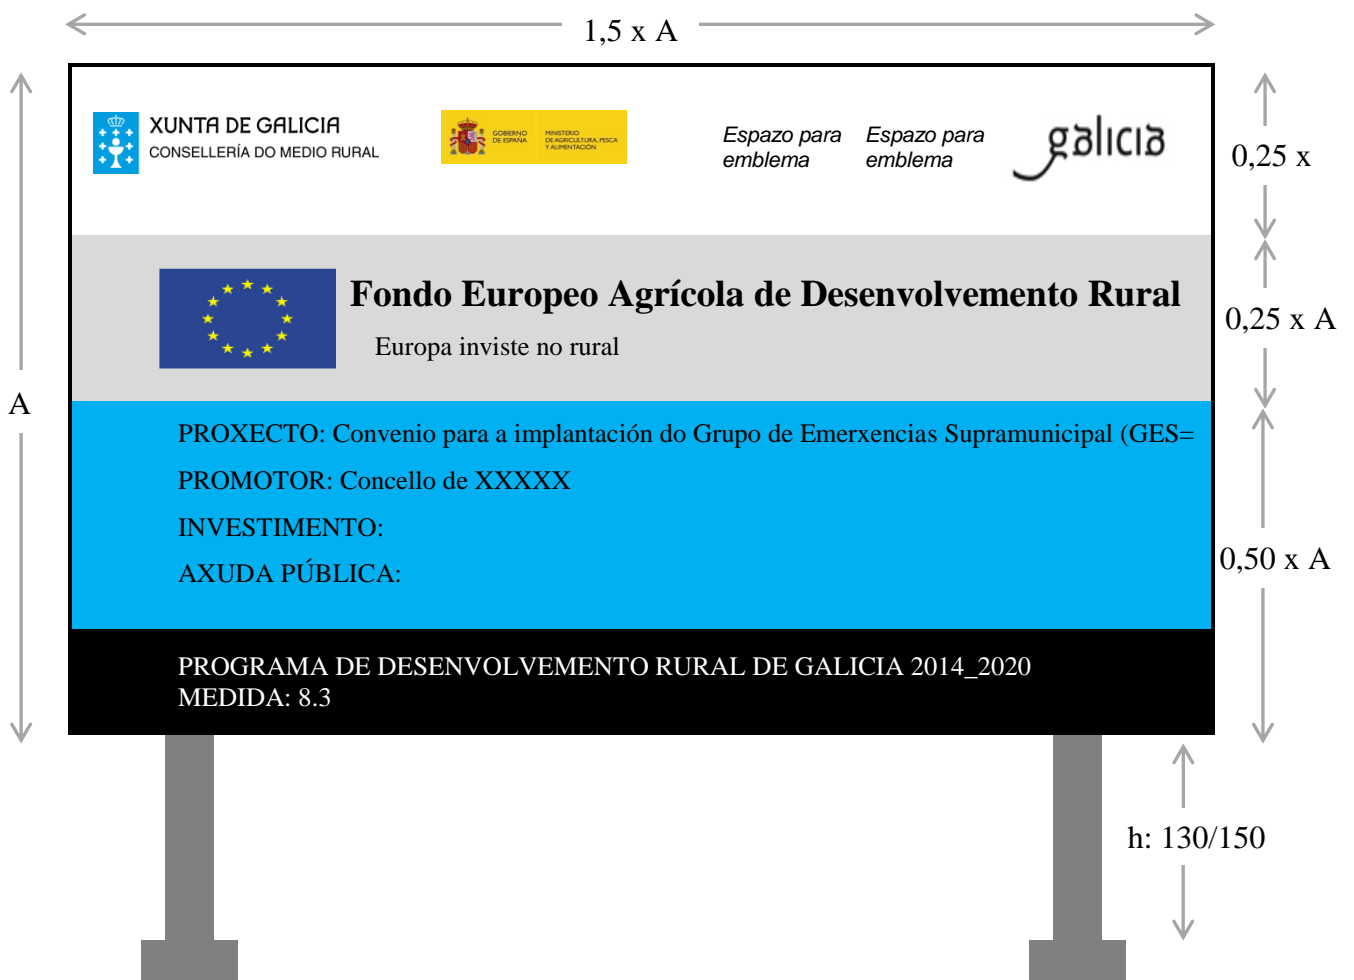 1,5 x A
XUNTA DE GALICIA
CONSELLERÍA DO MEDIO RURAL
GOBIERNO
DE ESPAÑA
MINISTERIO
DE AGRICULTURA, PESCA
Y ALIMENTACIÓN
Espazo para
emblema
Espazo para
emblema
galicia
0,25 x
Fondo Europeo Agrícola de Desenvolvemento Rural
Europa inviste no rural
0,25 x A
A
PROXECTO: Convenio para a implantación do Grupo de Emerxencias Supramunicipal (GES=
PROMOTOR: Concello de XXXXX
INVESTIMENTO:
AXUDA PÚBLICA:
0,50 x A
PROGRAMA DE DESENVOLVEMENTO RURAL DE GALICIA 2014_2020
MEDIDA: 8.3
h: 130/150